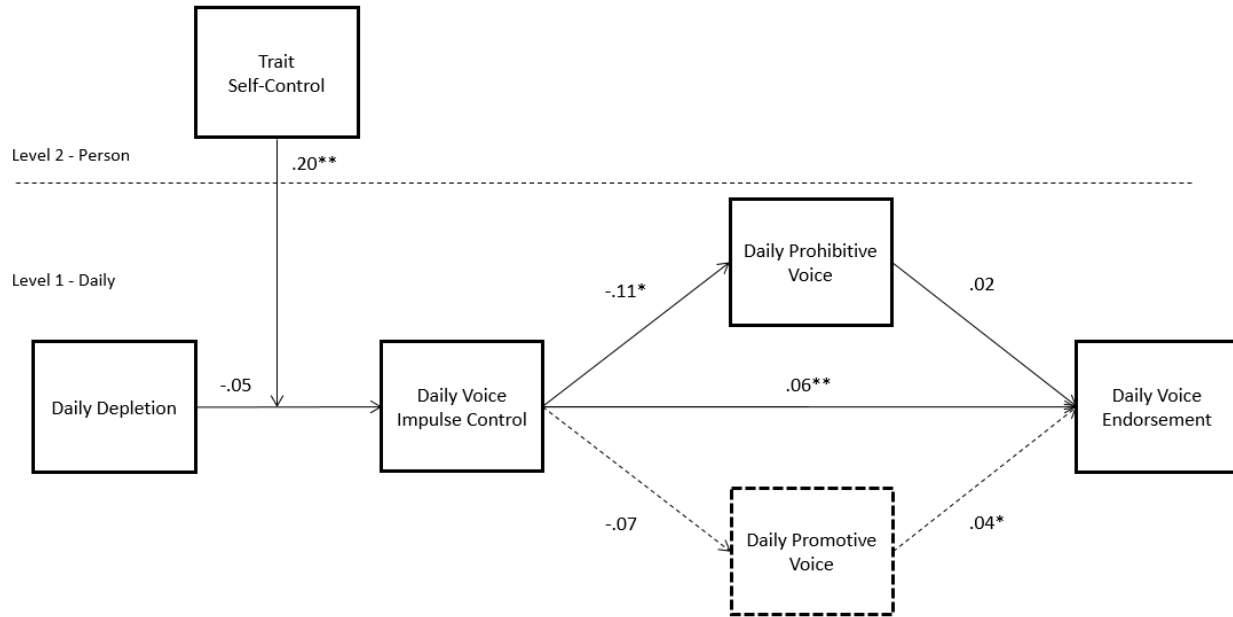 Trait
Self-Control
Level 2 - Person
.20**
Level 1 - Daily
Daily Prohibitive
Voice
-.11*
.02
Daily Depletion
-.05
Daily Voice
Impulse Control
.06**
Daily Voice
Endorsement
-.07
Daily Promotive
Voice
.04*